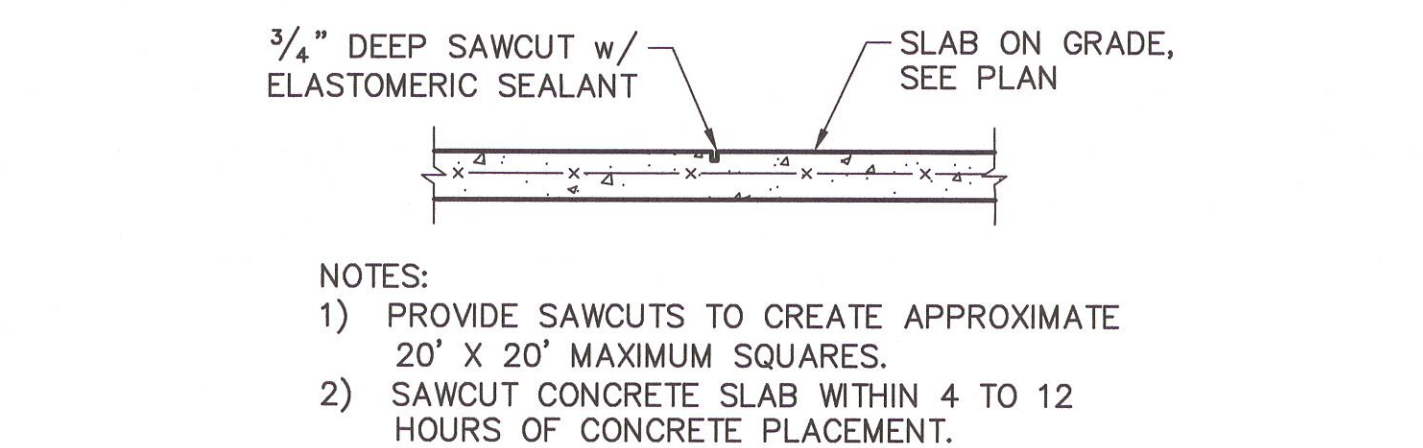 3/4" DEEP SAWCUT w/
ELASTOMERIC SEALANT
SLAB ON GRADE,
SEE PLAN
x x x x x
NOTES:
1) PROVIDE SAWCUTS TO CREATE APPROXIMATE
20' X 20' MAXIMUM SQUARES.
2) SAWCUT CONCRETE SLAB WITHIN 4 TO 12
HOURS OF CONCRETE PLACEMENT.